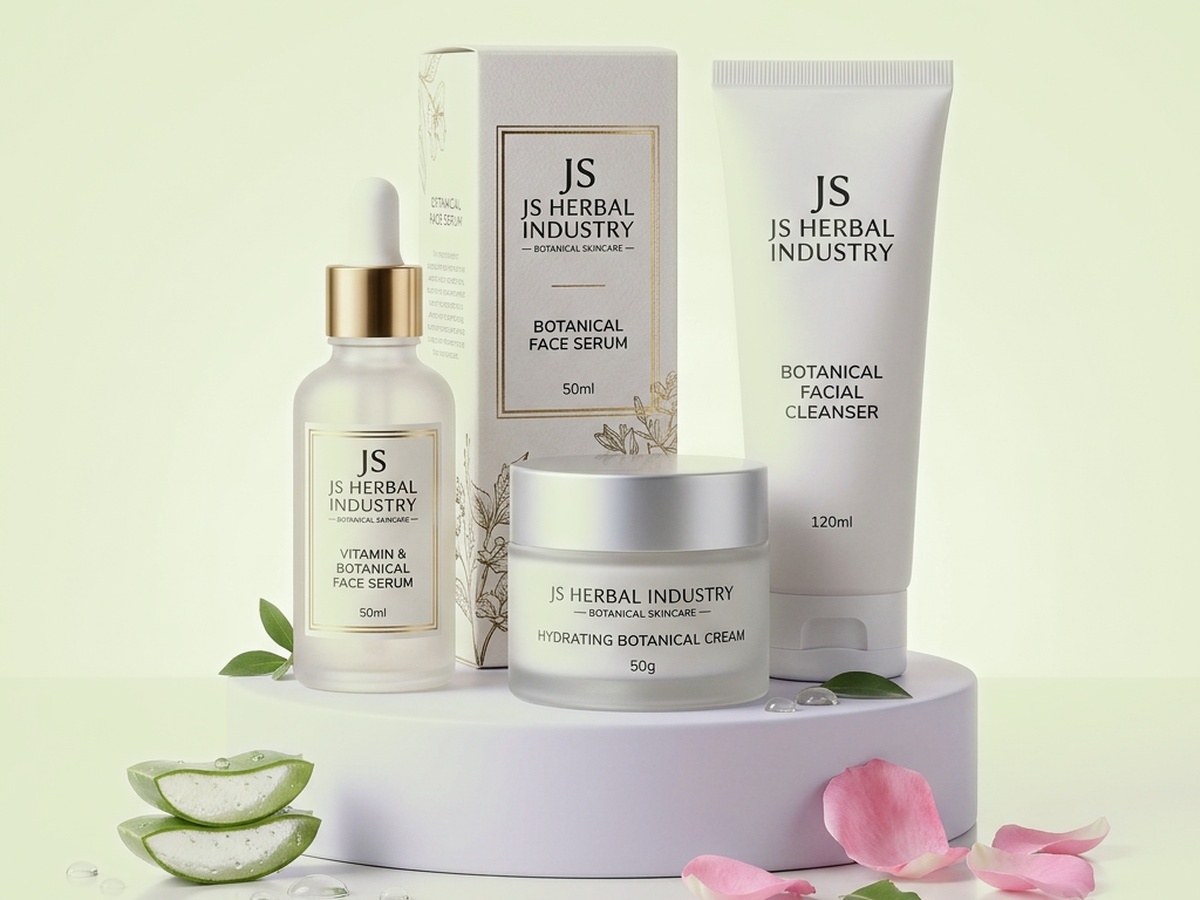 JS
JS HERBAL
INDUSTRY
— BOTANICAL SKINCARE —
BOTANICAL
FACE SERUM
50ml
JS
JS HERBAL
INDUSTRY
BOTANICAL
FACIAL
CLEANSER
120ml
JS
JS HERBAL
INDUSTRY
— BOTANICAL SAINCARE —
VITAMIN &
BOTANICAL
FACE SERUM
50ml
JS HERBAL INDUSTRY
— BOTANICAL SKINCARE —
HYDRATING BOTANICAL CREAM
50g